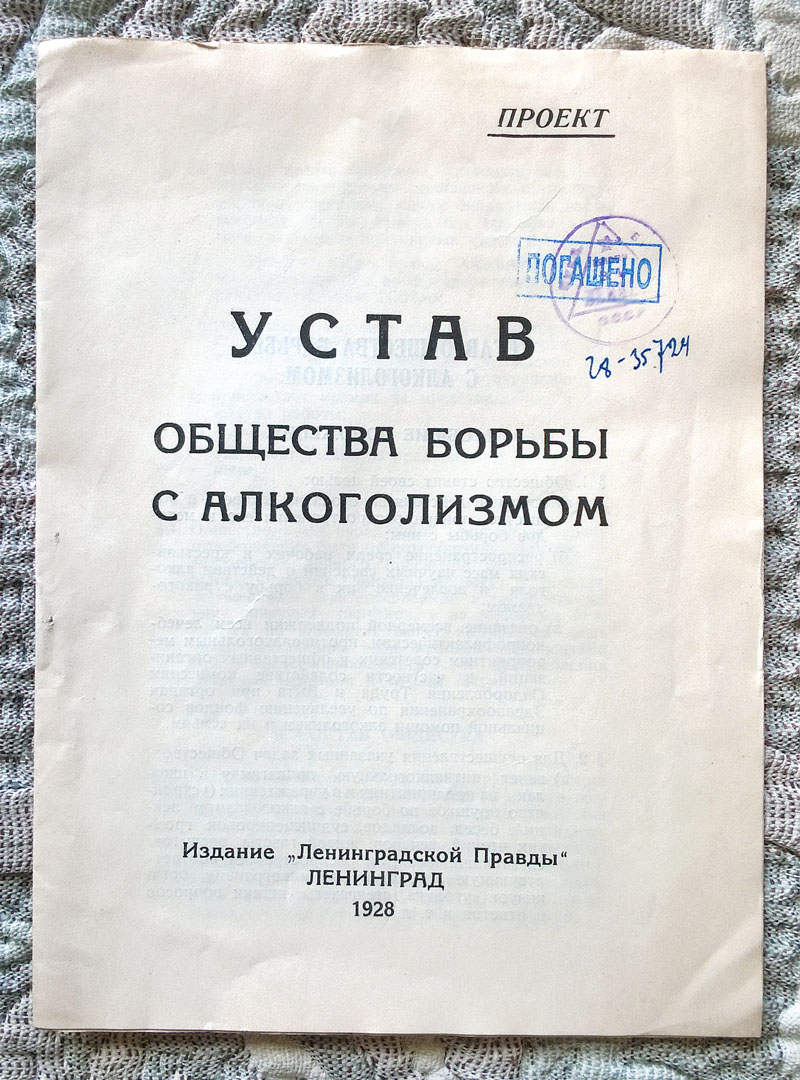 ПРОЕКТ
ПОГАШЕНО
28-35724
УСТАВ
ОБЩЕСТВА БОРЬБЫ
С АЛКОГОЛИЗМОМ
Издание „Ленинградской Правды“
ЛЕНИНГРАД
1928